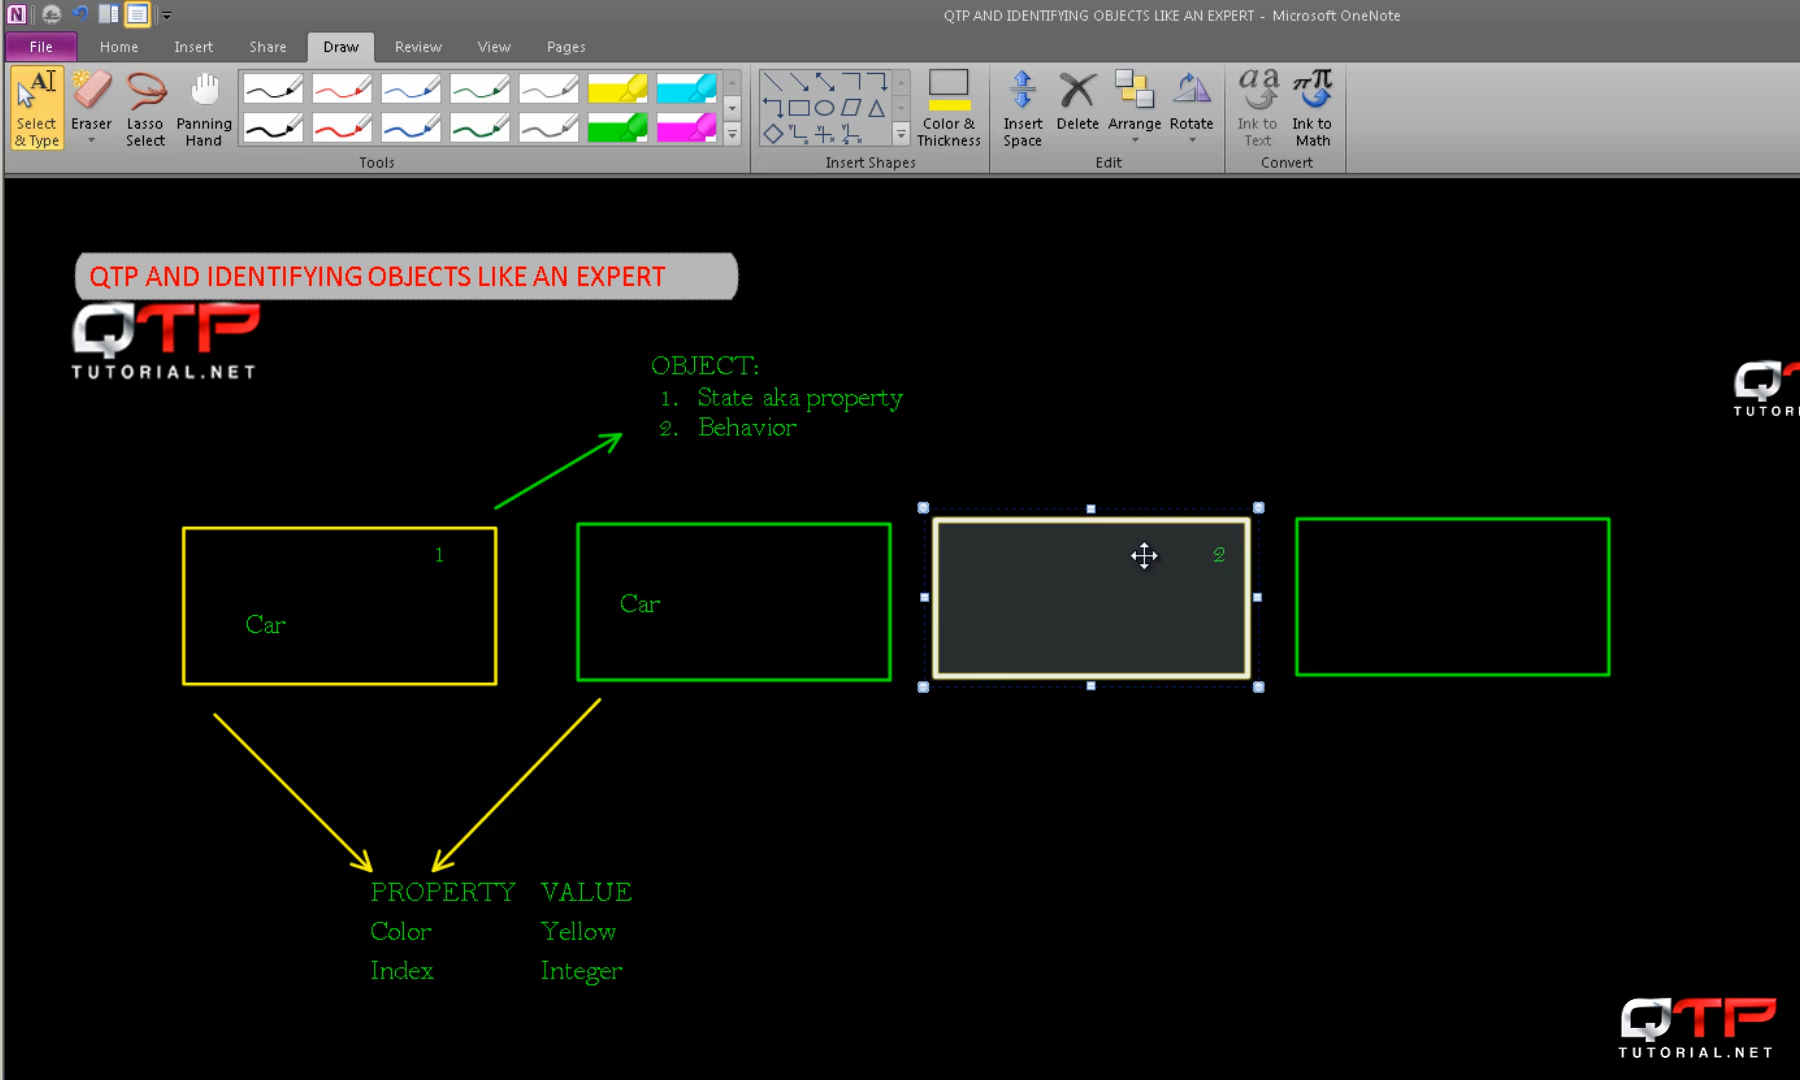 QTP AND IDENTIFYING OBJECTS LIKE AN EXPERT - Microsoft OneNote
File Home Insert Share Draw Review View Pages
Select & Type
Eraser
Lasso Select
Panning Hand
Color & Thickness
Insert Space
Delete
Arrange
Rotate
Ink to Text
Ink to Math
Tools
Insert Shapes
Edit
Convert
QTP AND IDENTIFYING OBJECTS LIKE AN EXPERT
QTP
TUTORIAL.NET
OBJECT:
1. State aka property
2. Behavior
QT
TUTORI
1
Car
Car
2
PROPERTY VALUE
Color Yellow
Index Integer
QTP
TUTORIAL.NET